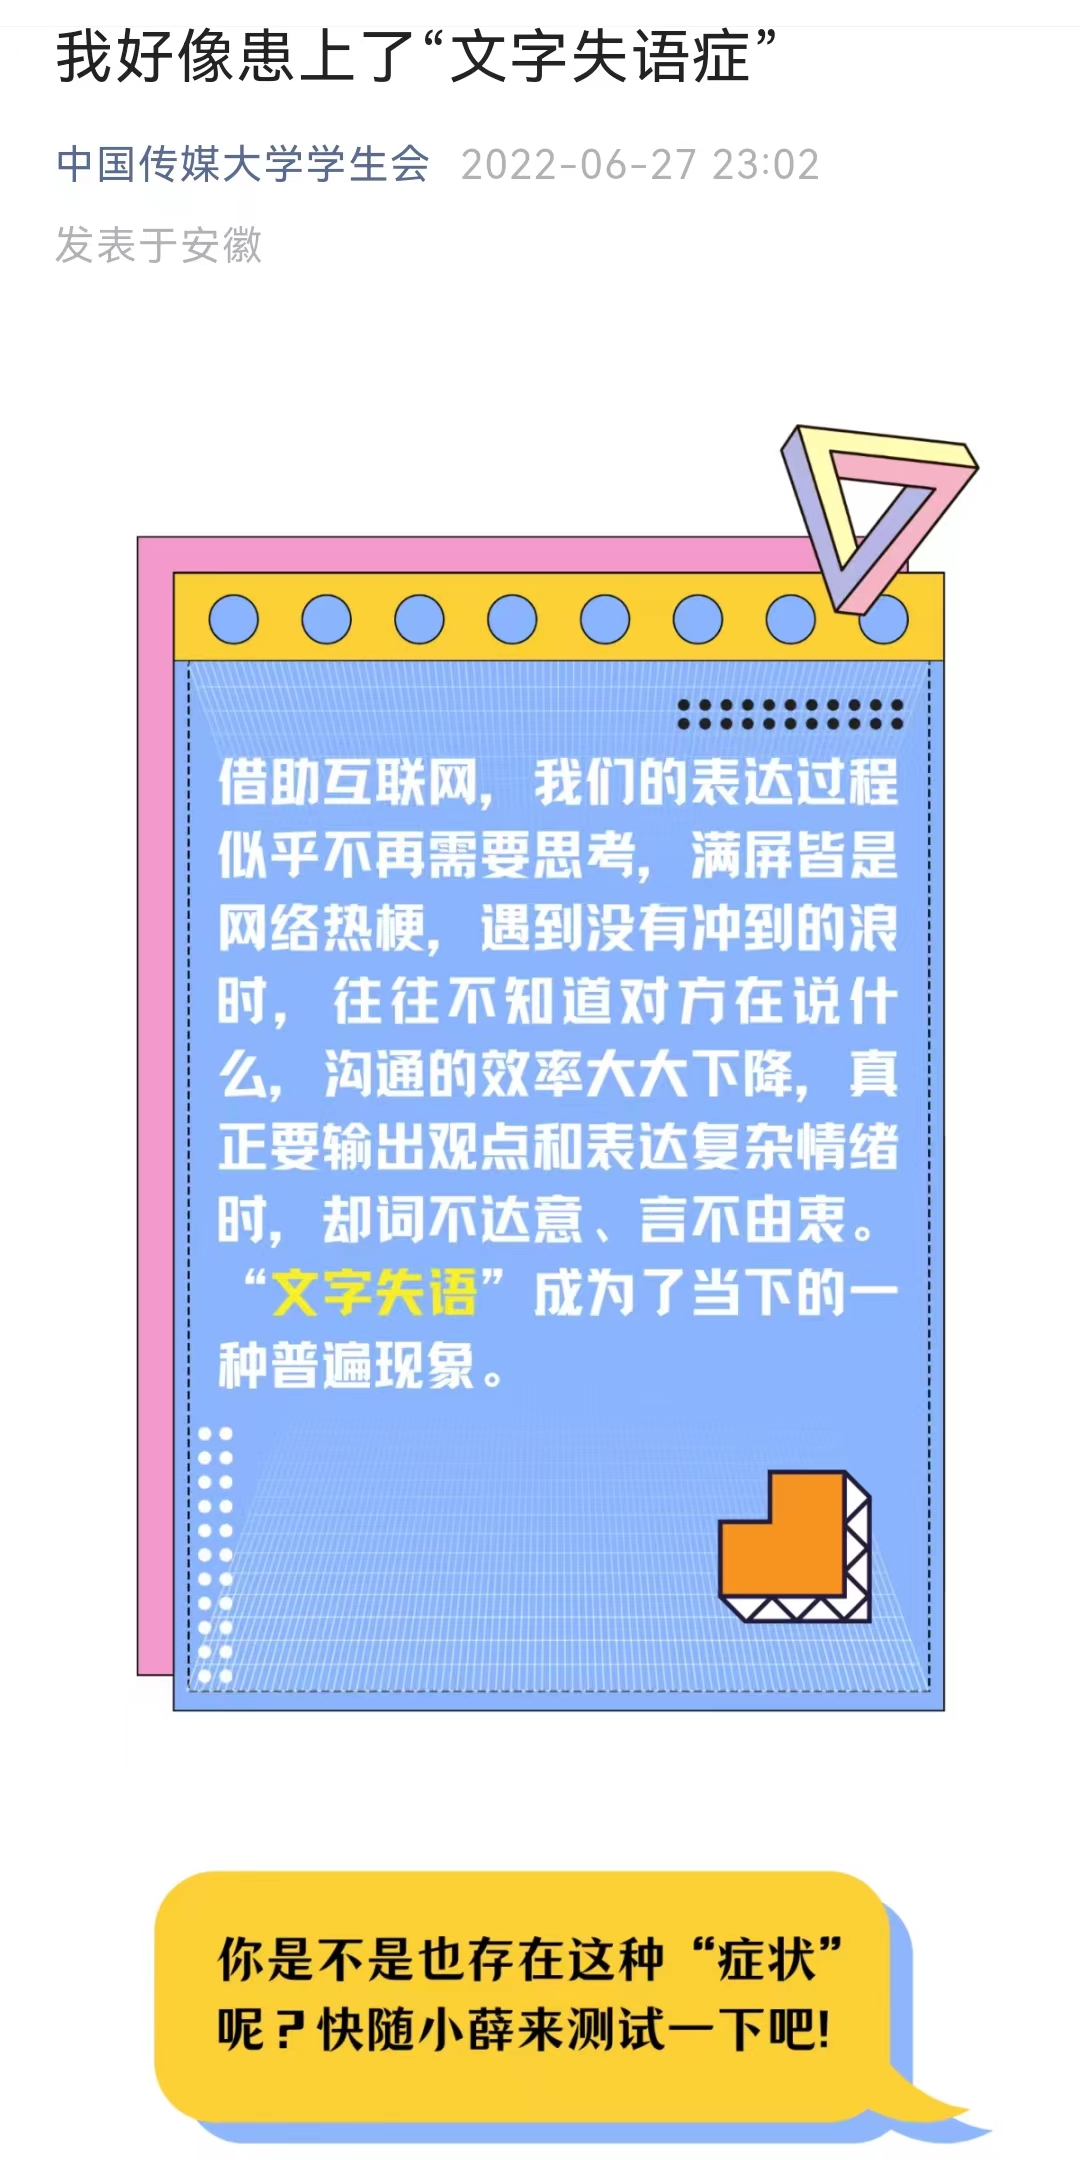 我好像患上了“文字失语症”
中国传媒大学学生会 2022-06-27 23:02
发表于安徽
借助互联网，我们的表达过程
似乎不再需要思考，满屏皆是
网络热梗，遇到没有冲到的浪
时，往往不知道对方在说什
么，沟通的效率大大下降，真
正要输出观点和表达复杂情绪
时，却词不达意、言不由衷。
“文字失语”成为了当下的一
种普遍现象。
你是不是也存在这种“症状”
呢？快随小薛来测试一下吧！